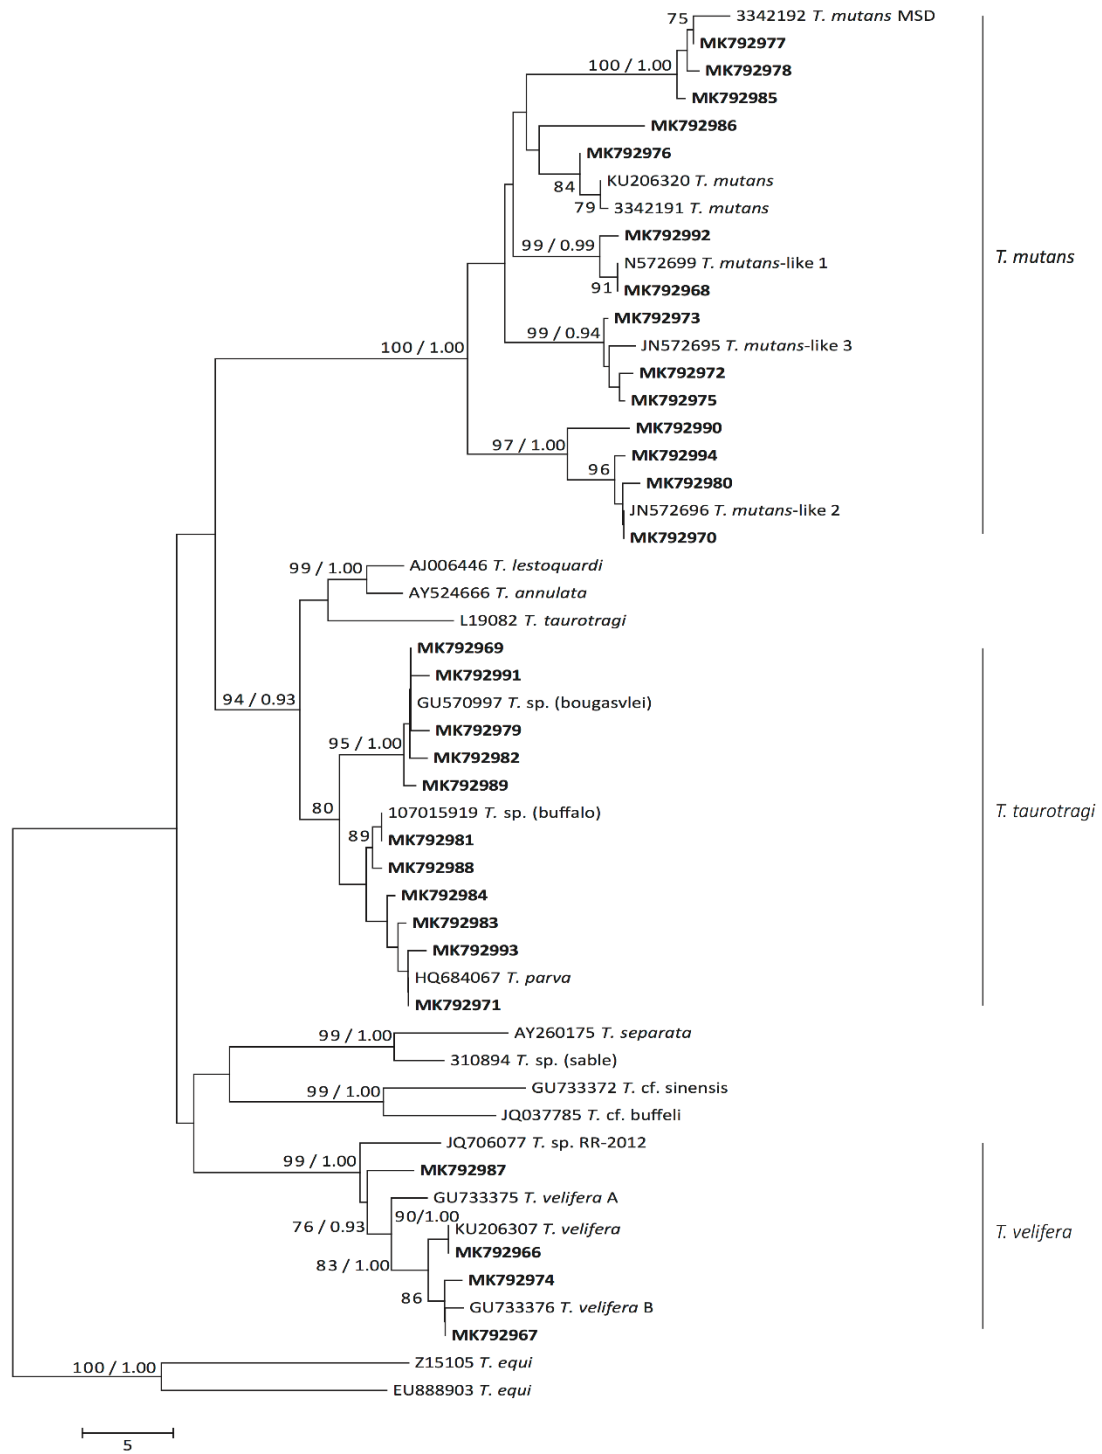 75
3342192 T. mutans MSD
MK792977
100 / 1.00
MK792978
MK792985
MK792986
MK792976
84
KU206320 T. mutans
79
3342191 T. mutans
MK792992
99 / 0.99
T. mutans
N572699 T. mutans-like 1
91
MK792968
MK792973
99 / 0.94
JN572695 T. mutans-like 3
100 / 1.00
MK792972
MK792975
MK792990
97 / 1.00
MK792994
96
MK792980
JN572696 T. mutans-like 2
MK792970
99 / 1.00
AJ006446 T. lestoquardi
AY524666 T. annulata
L19082 T. taurotragi
MK792969
MK792991
94 / 0.93
GU570997 T. sp. (bougasvlei)
MK792979
95 / 1.00
MK792982
MK792989
80
107015919 T. sp. (buffalo)
T. taurotragi
89
MK792981
MK792988
MK792984
MK792983
MK792993
HQ684067 T. parva
MK792971
99 / 1.00
AY260175 T. separata
310894 T. sp. (sable)
99 / 1.00
GU733372 T. cf. sinensis
JQ037785 T. cf. buffeli
JQ706077 T. sp. RR-2012
99 / 1.00
MK792987
GU733375 T. velifera A
90/1.00
76 / 0.93
KU206307 T. velifera
T. velifera
MK792966
83 / 1.00
MK792974
86
GU733376 T. velifera B
MK792967
100 / 1.00
Z15105 T. equi
EU888903 T. equi
5